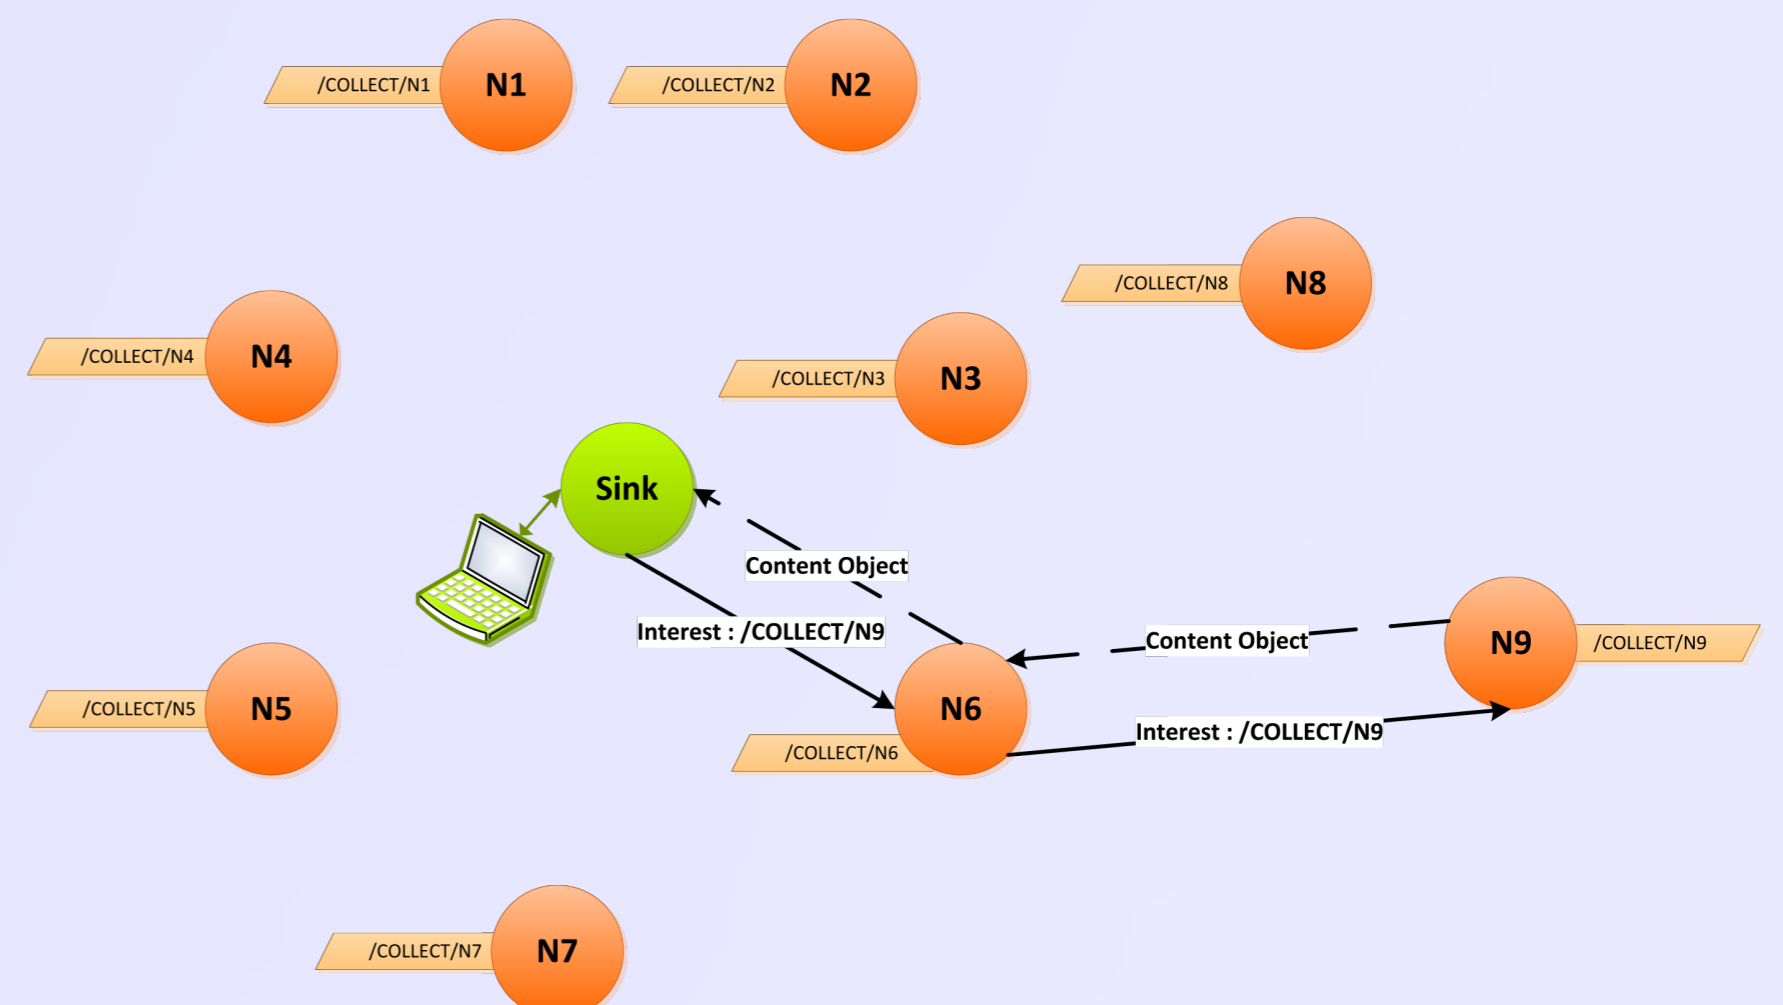 /COLLECT/N1
N1
/COLLECT/N2
N2
/COLLECT/N8
N8
/COLLECT/N4
N4
/COLLECT/N3
N3
Sink
Content Object
Interest : /COLLECT/N9
Content Object
N9
/COLLECT/N9
/COLLECT/N5
N5
N6
/COLLECT/N6
Interest : /COLLECT/N9
/COLLECT/N7
N7